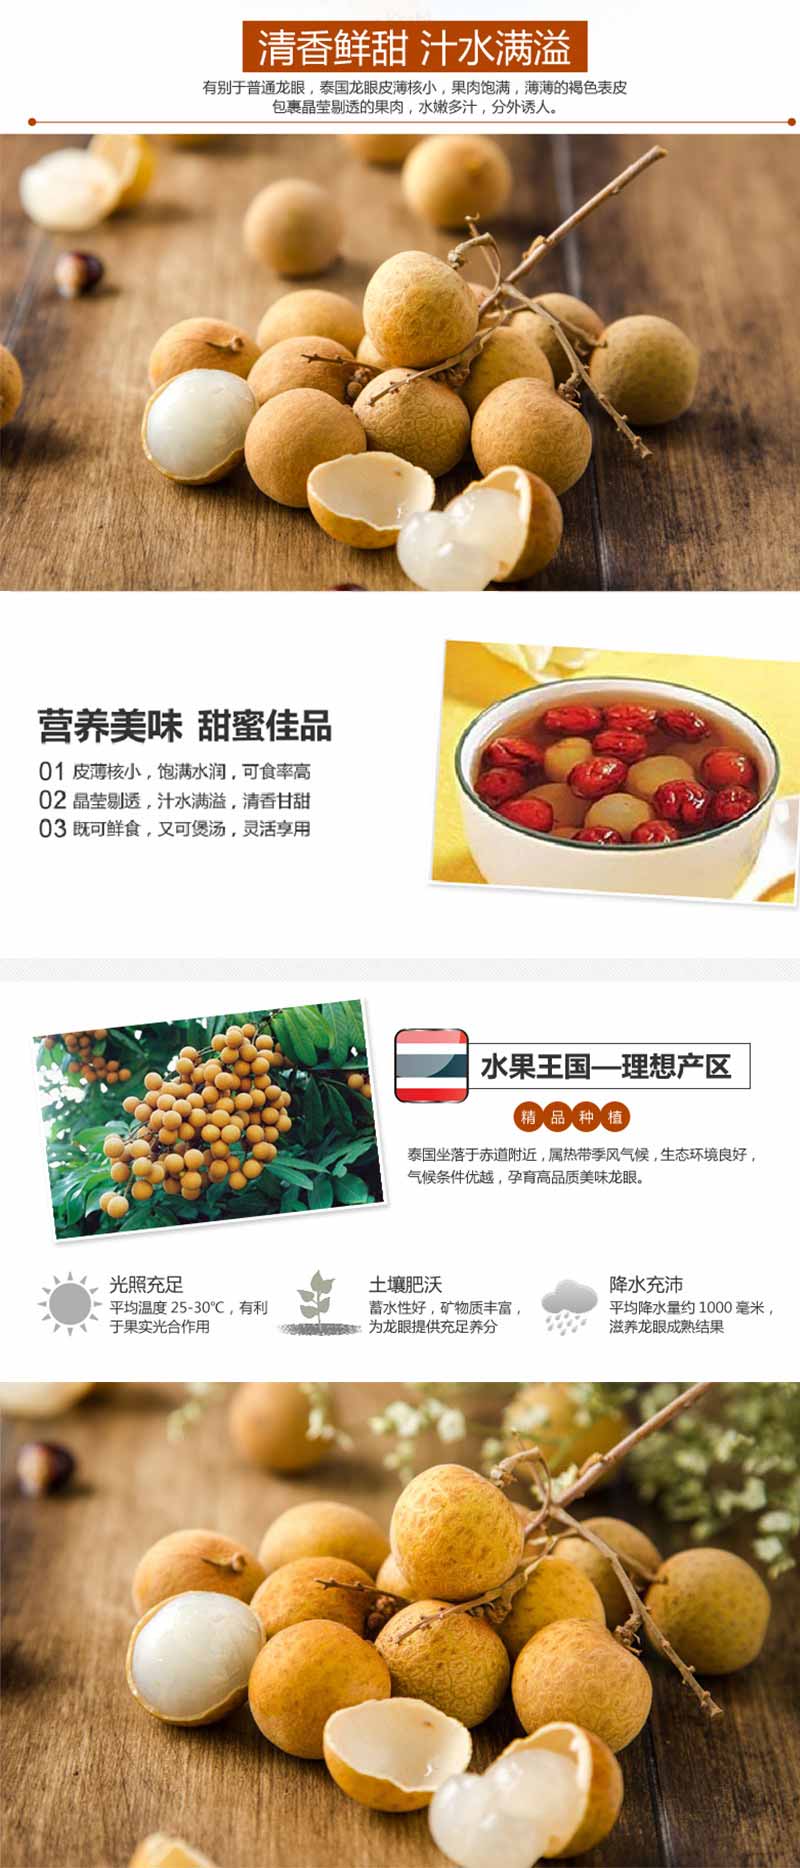 清香鲜甜 汁水满溢
有别于普通龙眼，泰国龙眼皮薄核小，果肉饱满，薄薄的褐色表皮
包裹晶莹剔透的果肉，水嫩多汁，分外诱人。
营养美味 甜蜜佳品
01 皮薄核小，饱满水润，可食率高
02 晶莹剔透，汁水满溢，清香甘甜
03 既可鲜食，又可煲汤，灵活享用
水果王国—理想产区
精品种植
泰国坐落于赤道附近，属热带季风气候，生态环境良好，
气候条件优越，孕育高品质美味龙眼。
光照充足
平均温度 25-30℃，有利
于果实光合作用
土壤肥沃
蓄水性好，矿物质丰富，
为龙眼提供充足养分
降水充沛
平均降水量约 1000 毫米，
滋养龙眼成熟结果